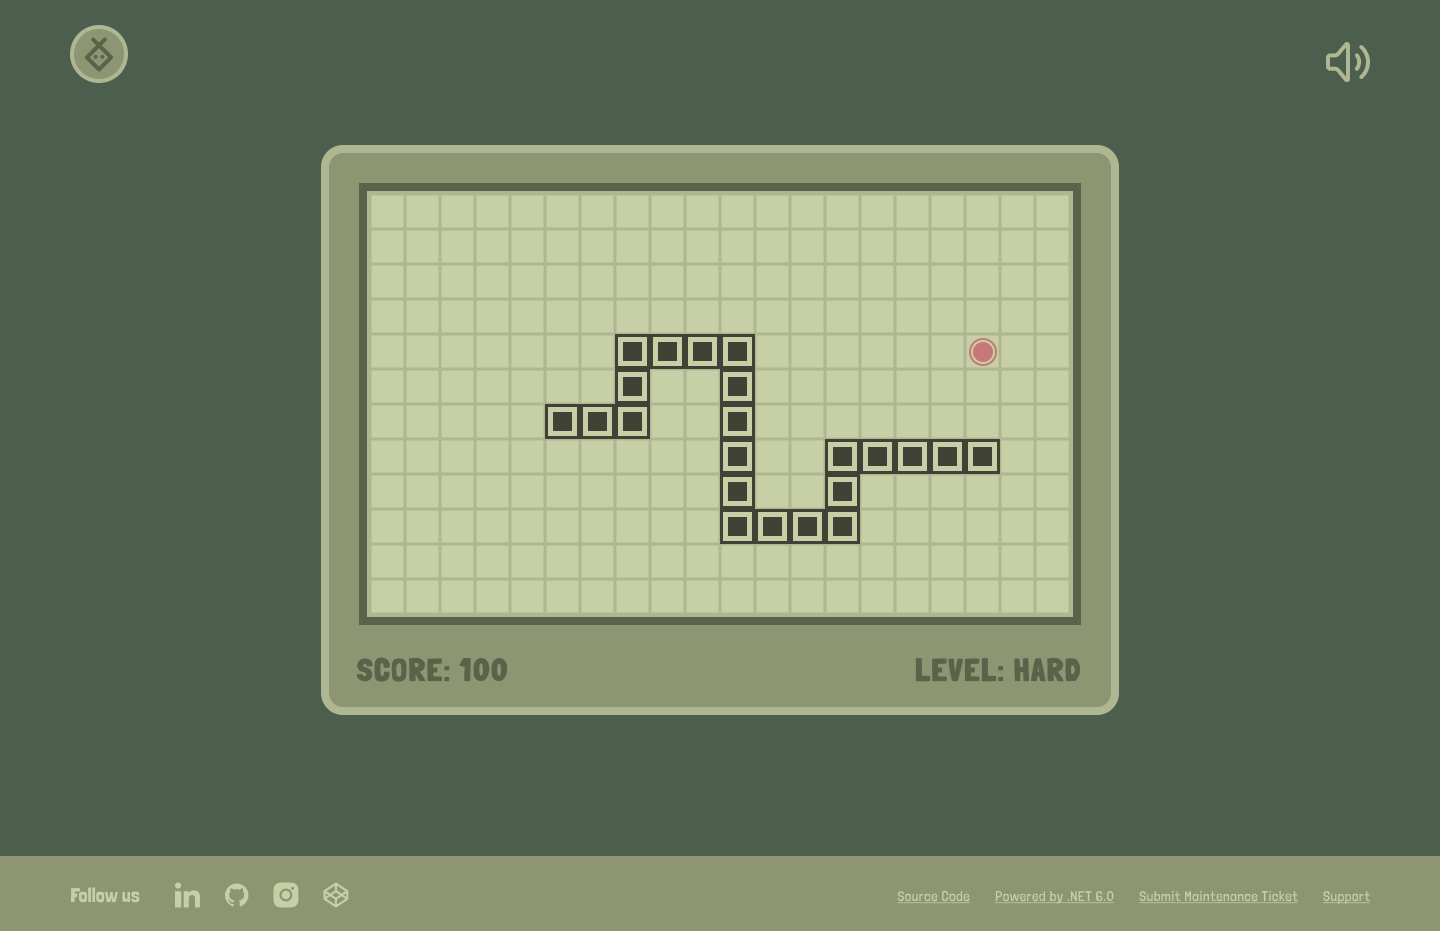 SCORE: 100
LEVEL: HARD
Follow us
Source Code
Powered by .NET 6.0
Submit Maintenance Ticket
Support